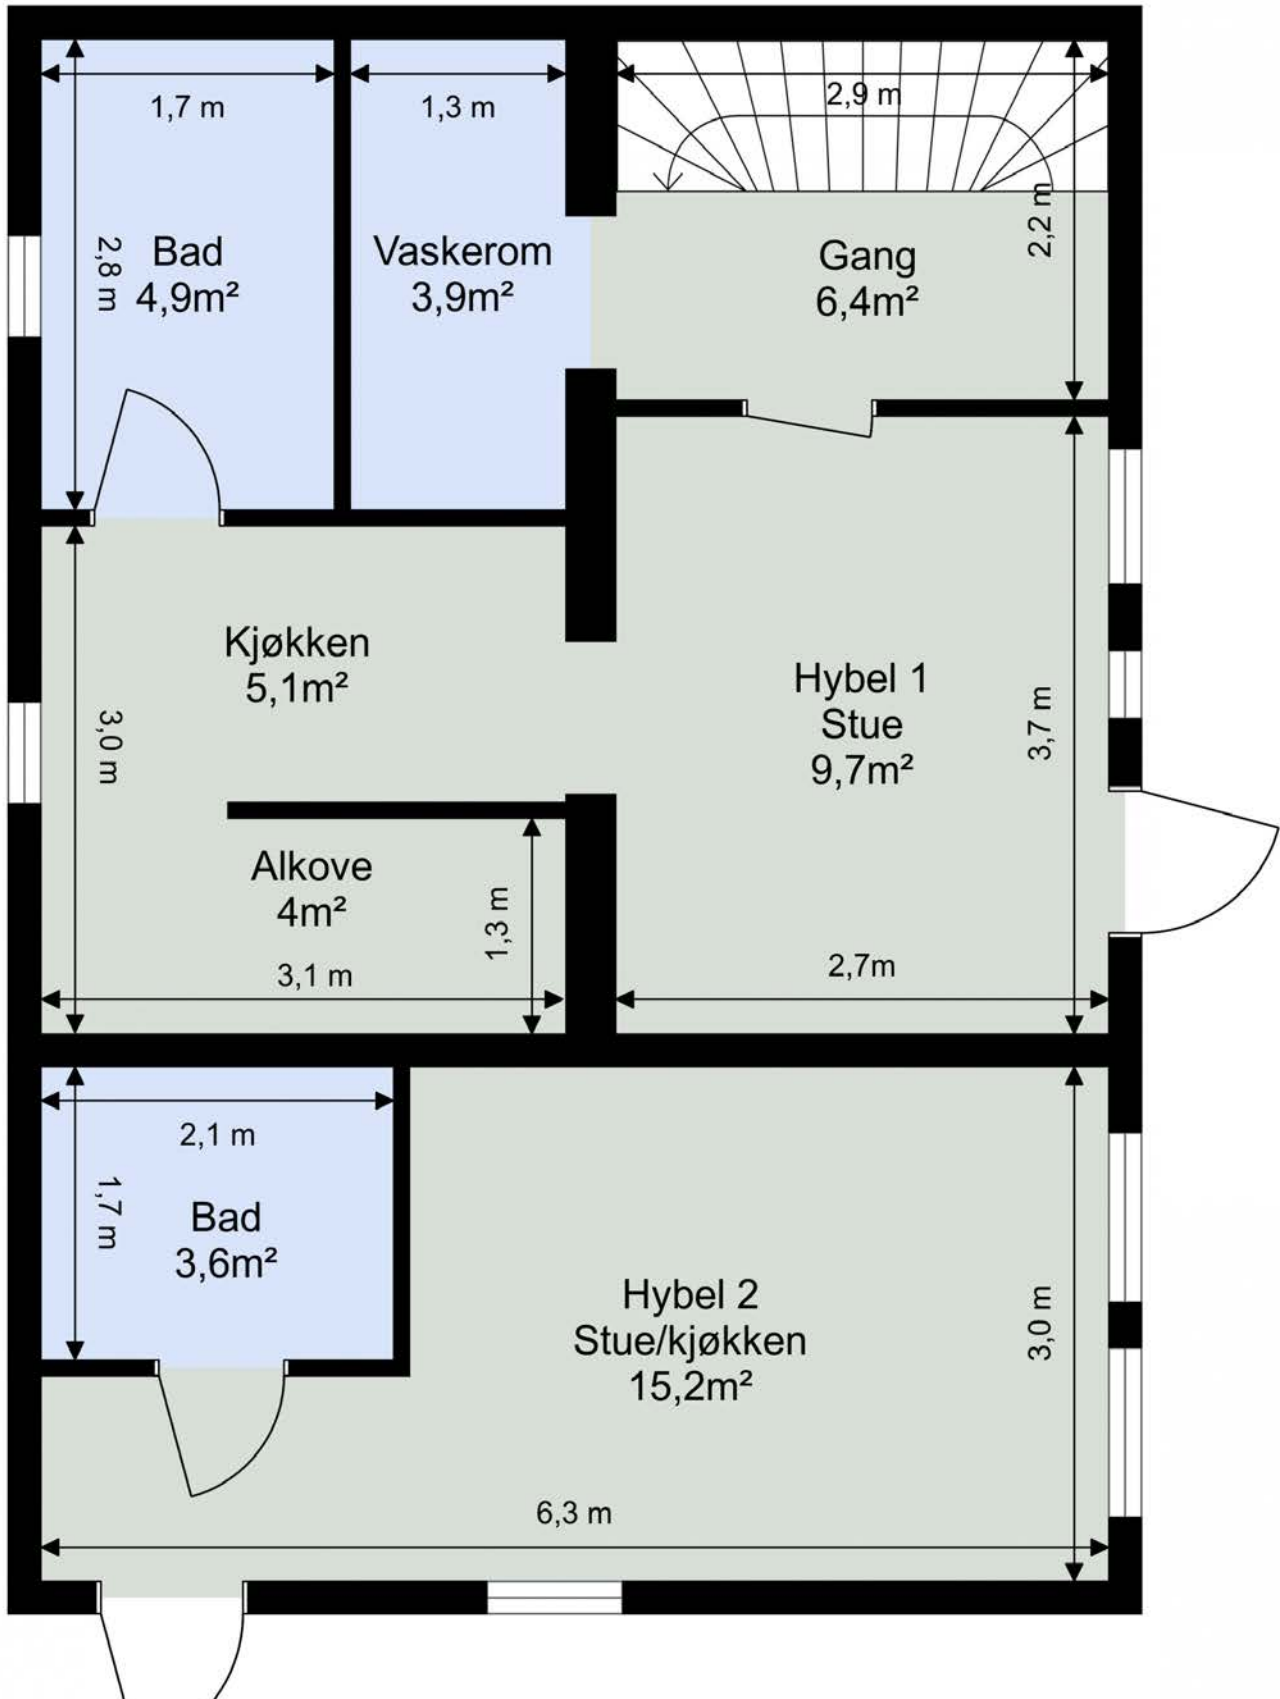 1,7 m
1,3 m
2,9 m
2,8 m
Bad
4,9m²
Vaskerom
3,9m²
Gang
6,4m²
2,2 m
Kjøkken
5,1m²
3,0 m
Hybel 1
Stue
9,7m²
3,7 m
Alkove
4m²
1,3 m
3,1 m
2,7m
2,1 m
1,7 m
Bad
3,6m²
Hybel 2
Stue/kjøkken
15,2m²
3,0 m
6,3 m